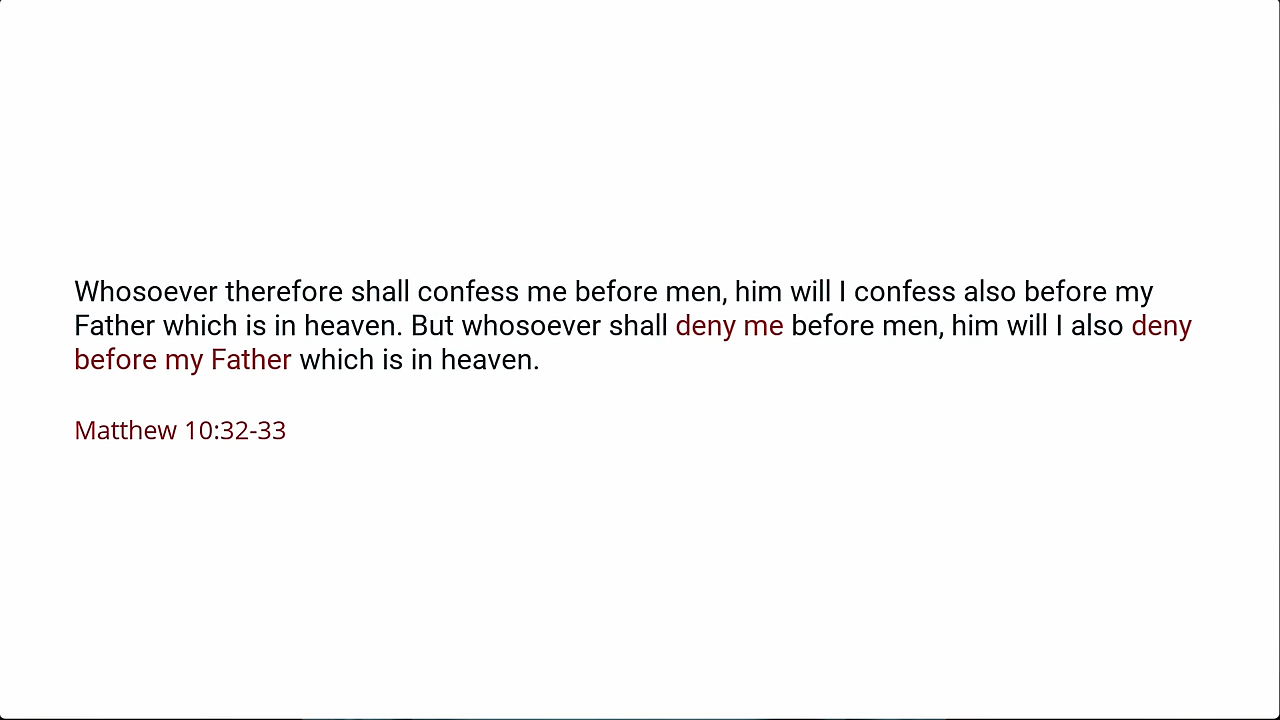 Whosoever therefore shall confess me before men, him will I confess also before my
Father which is in heaven. But whosoever shall deny me before men, him will I also deny
before my Father which is in heaven.
Matthew 10:32-33